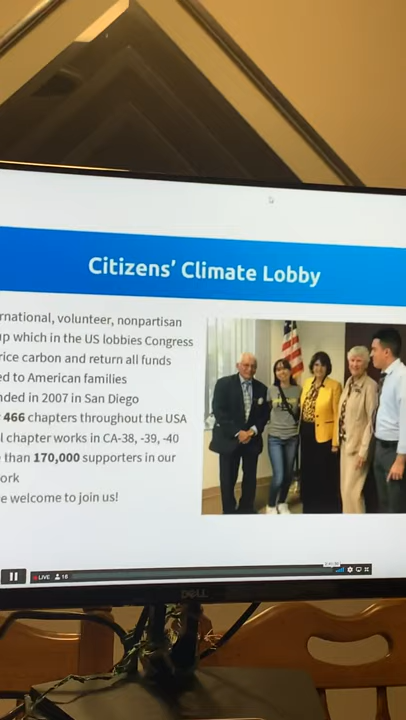 Citizens’ Climate Lobby
rnational, volunteer, nonpartisan
up which in the US lobbies Congress
rice carbon and return all funds
ed to American families
nded in 2007 in San Diego
466 chapters throughout the USA
l chapter works in CA-38, -39, -40
e than 170,000 supporters in our
ork
e welcome to join us!
LIVE 18
DELL